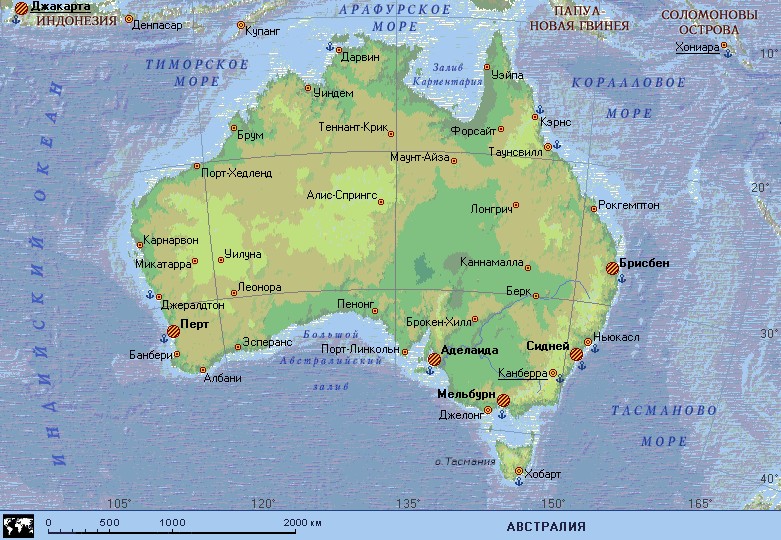 Джакарта
ИНДОНЕЗИЯ
Денпасар
Купанг
АРАФУРСКОЕ
МОРЕ
ПАПУА-
НОВАЯ ГВИНЕЯ
СОЛОМОНОВЫ
ОСТРОВА
Хониара
10°
ТИМОРСКОЕ
МОРЕ
Дарвин
Залив
Карпентария
Уэйпа
КОРАЛЛОВОЕ
МОРЕ
Уиндем
Брум
Теннант-Крик
Форсайт
Кэрнс
Маунт-Айза
Таунсвилл
Порт-Хедленд
20°
Алис-Спрингс
Лонгрич
Рокгемптон
ИНДИЙСКИЙ ОКЕАН
Карнарвон
Микатарра
Уилуна
Каннамалла
Брисбен
Леонора
Джералдтон
Пенонг
Берк
Перт
Большой
Австралийский
залив
Брокен-Хилл
Ньюкасл
30°
Банбери
Эсперанс
Порт-Линкольн
Аделаида
Сидней
Албани
Канберра
Мельбурн
Джелонг
ТАСМАНОВО
МОРЕ
о.Тасмания
Хобарт
40°
105°
120°
135°
150°
165°
0
500
1000
2000 км
АВСТРАЛИЯ